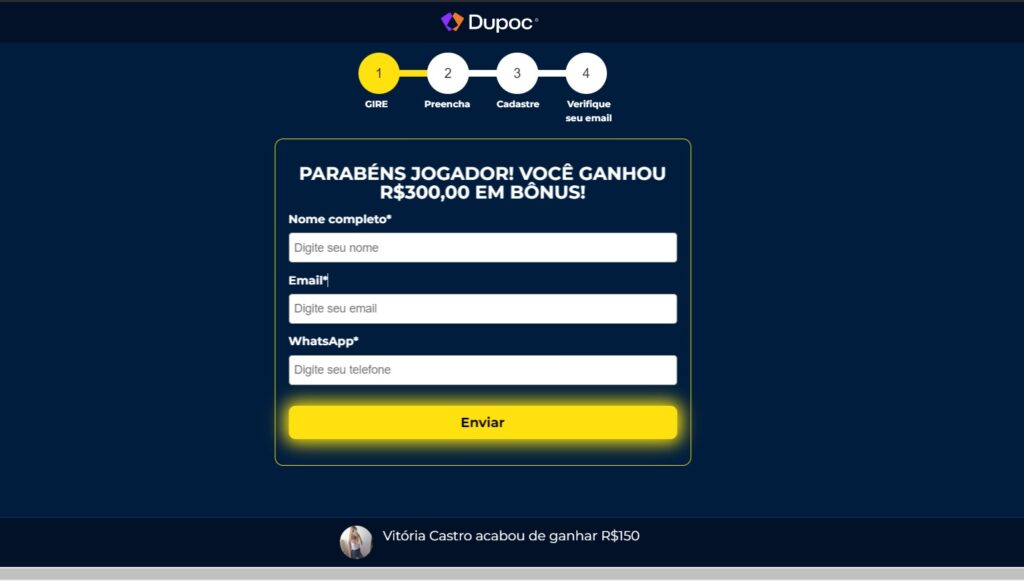 Dupoc
1 2 3 4
GIRE Preencha Cadastre Verifique
seu email
PARABÉNS JOGADOR! VOCÊ GANHOU
R$300,00 EM BÔNUS!
Nome completo*
Digite seu nome
Email*
Digite seu email
WhatsApp*
Digite seu telefone
Enviar
Vitória Castro acabou de ganhar R$150